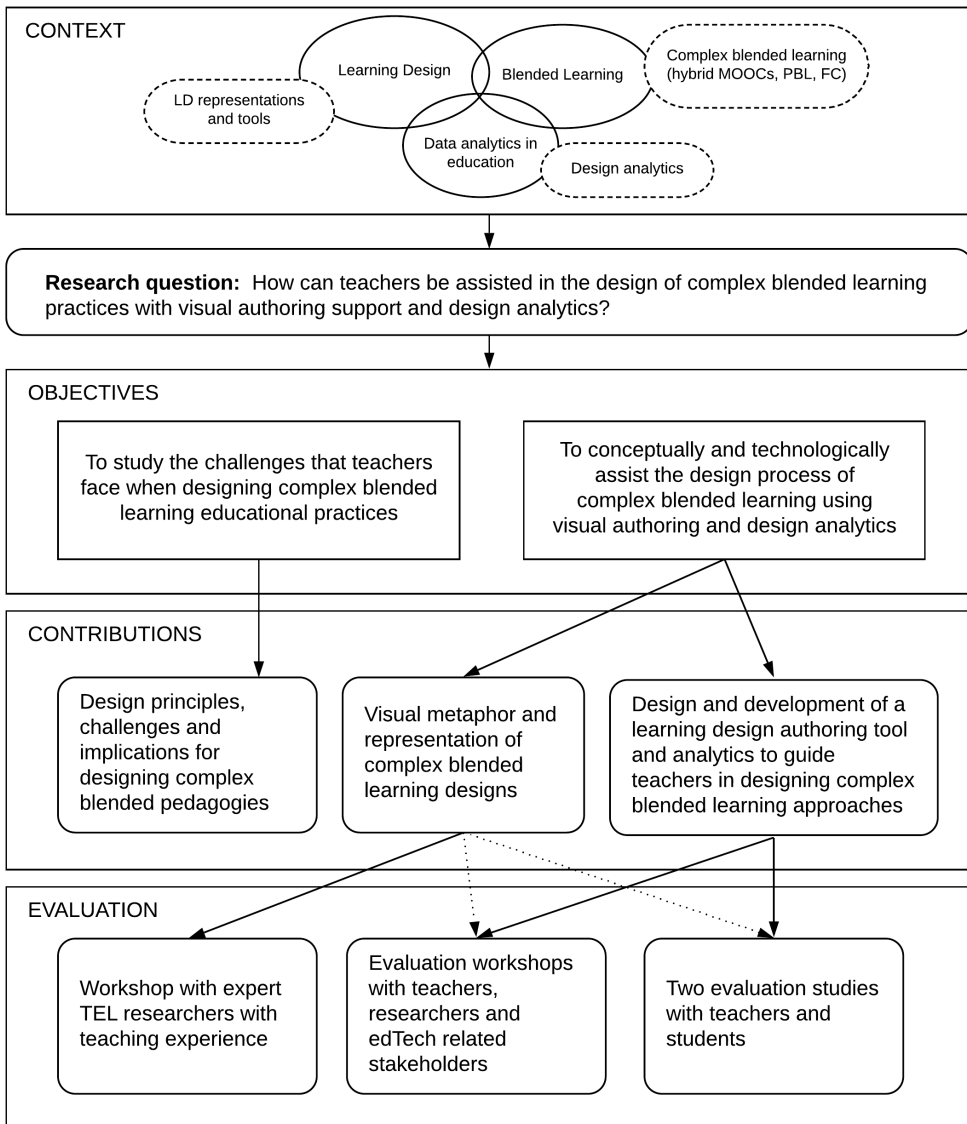 CONTEXT
Learning Design
Blended Learning
Complex blended learning
(hybrid MOOCs, PBL, FC)
LD representations
and tools
Data analytics in
education
Design analytics
Research question: How can teachers be assisted in the design of complex blended learning
practices with visual authoring support and design analytics?
OBJECTIVES
To study the challenges that teachers
face when designing complex blended
learning educational practices
To conceptually and technologically
assist the design process of
complex blended learning using
visual authoring and design analytics
CONTRIBUTIONS
Design principles,
challenges and
implications for
designing complex
blended pedagogies
Visual metaphor and
representation of
complex blended
learning designs
Design and development of a
learning design authoring tool
and analytics to guide
teachers in designing complex
blended learning approaches
EVALUATION
Workshop with expert
TEL researchers with
teaching experience
Evaluation workshops
with teachers,
researchers and
edTech related
stakeholders
Two evaluation studies
with teachers and
students